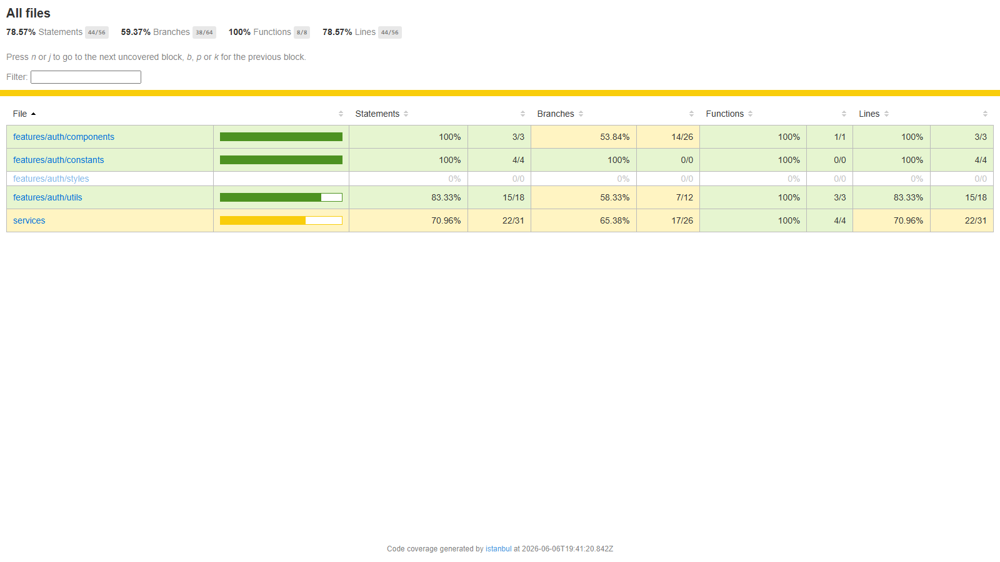 All files
78.57% Statements 44/56 59.37% Branches 38/64 100% Functions 8/8 78.57% Lines 44/56
Press n or j to go to the next uncovered block, b, p or k for the previous block.
Filter:
File Statements Branches Functions Lines
features/auth/components 100% 3/3 53.84% 14/26 100% 1/1 100% 3/3
features/auth/constants 100% 4/4 100% 0/0 100% 0/0 100% 4/4
features/auth/styles 0% 0/0 0% 0/0 0% 0/0 0% 0/0
features/auth/utils 83.33% 15/18 58.33% 7/12 100% 3/3 83.33% 15/18
services 70.96% 22/31 65.38% 17/26 100% 4/4 70.96% 22/31
Code coverage generated by istanbul at 2026-06-06T19:41:20.842Z